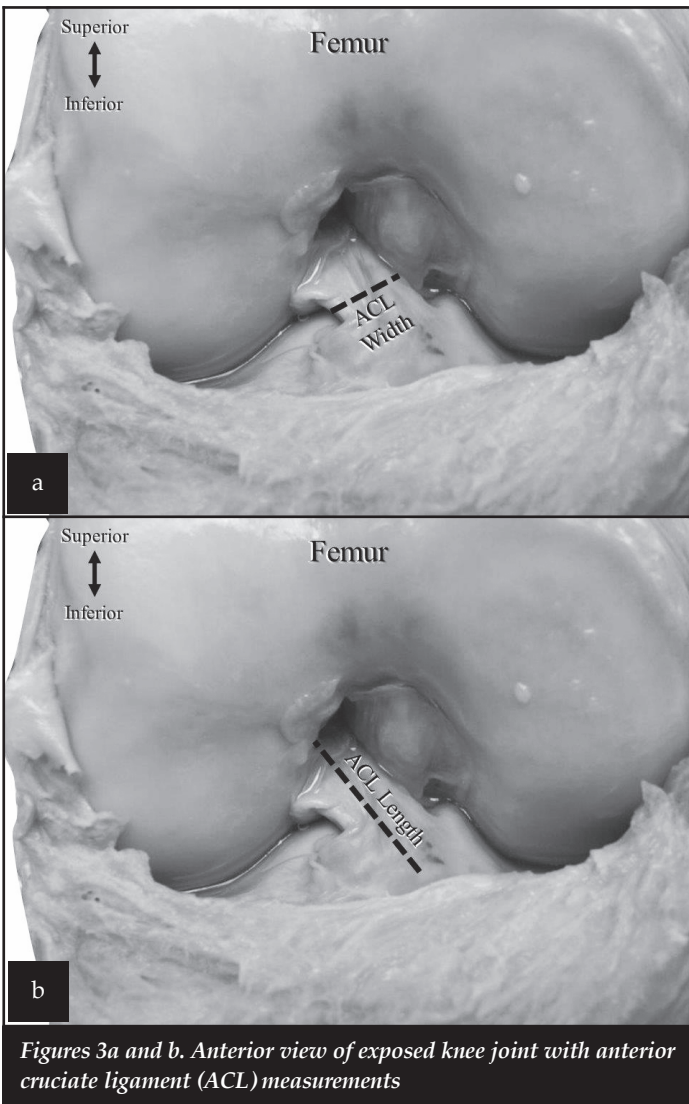 Superior
Inferior
Femur
ACL
Width
a
Superior
Inferior
Femur
ACL Length
b
Figures 3a and b. Anterior view of exposed knee joint with anterior
cruciate ligament (ACL) measurements